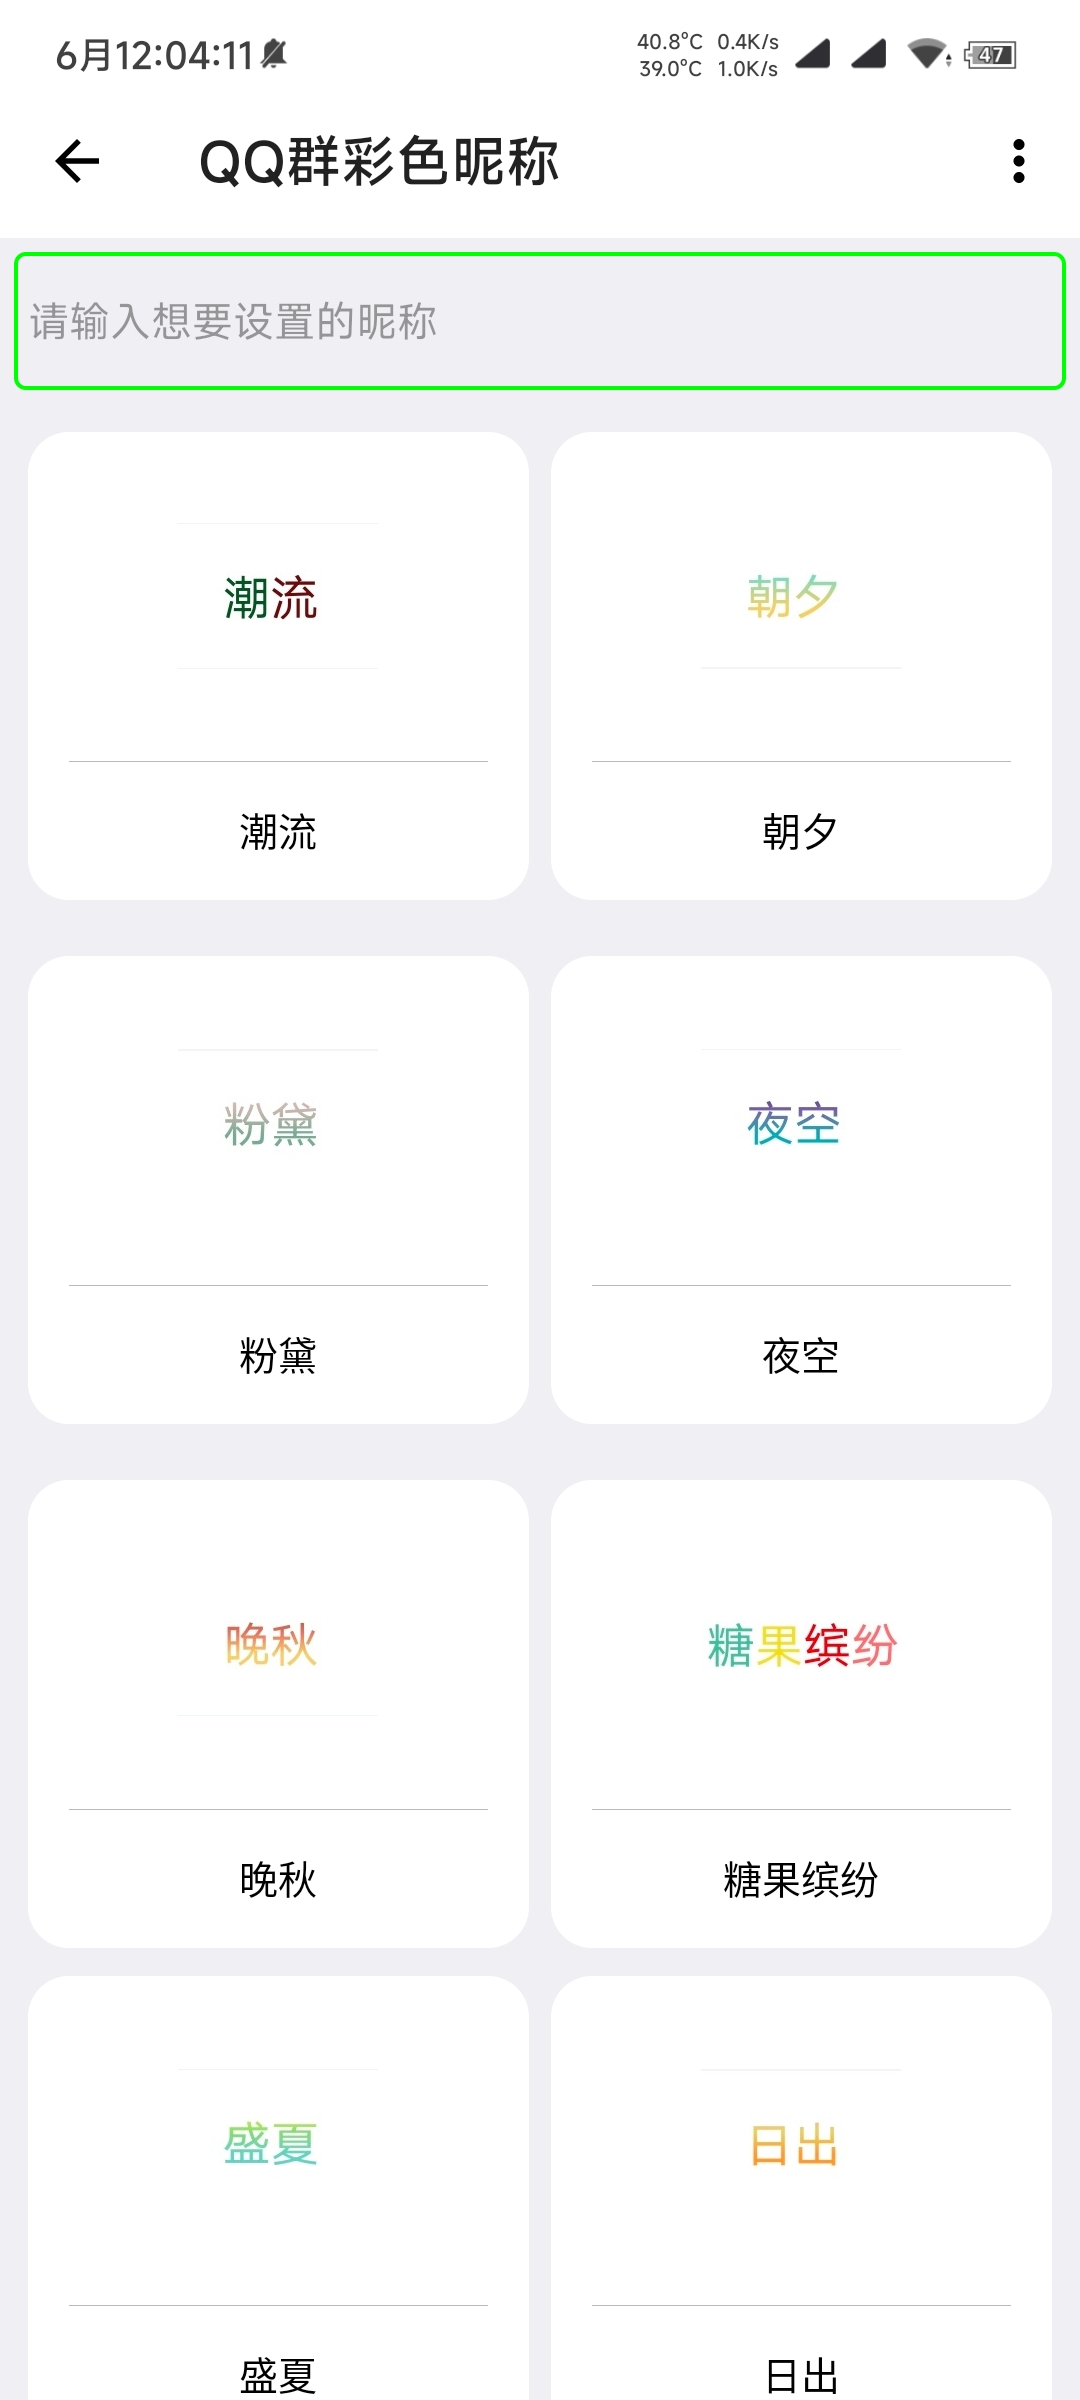 6月12:04:11
40.8°C 0.4K/s
39.0°C 1.0K/s
47
QQ群彩色昵称
请输入想要设置的昵称
潮流
朝夕
潮流
朝夕
粉黛
夜空
粉黛
夜空
晚秋
糖果缤纷
晚秋
糖果缤纷
盛夏
日出
盛夏
日出